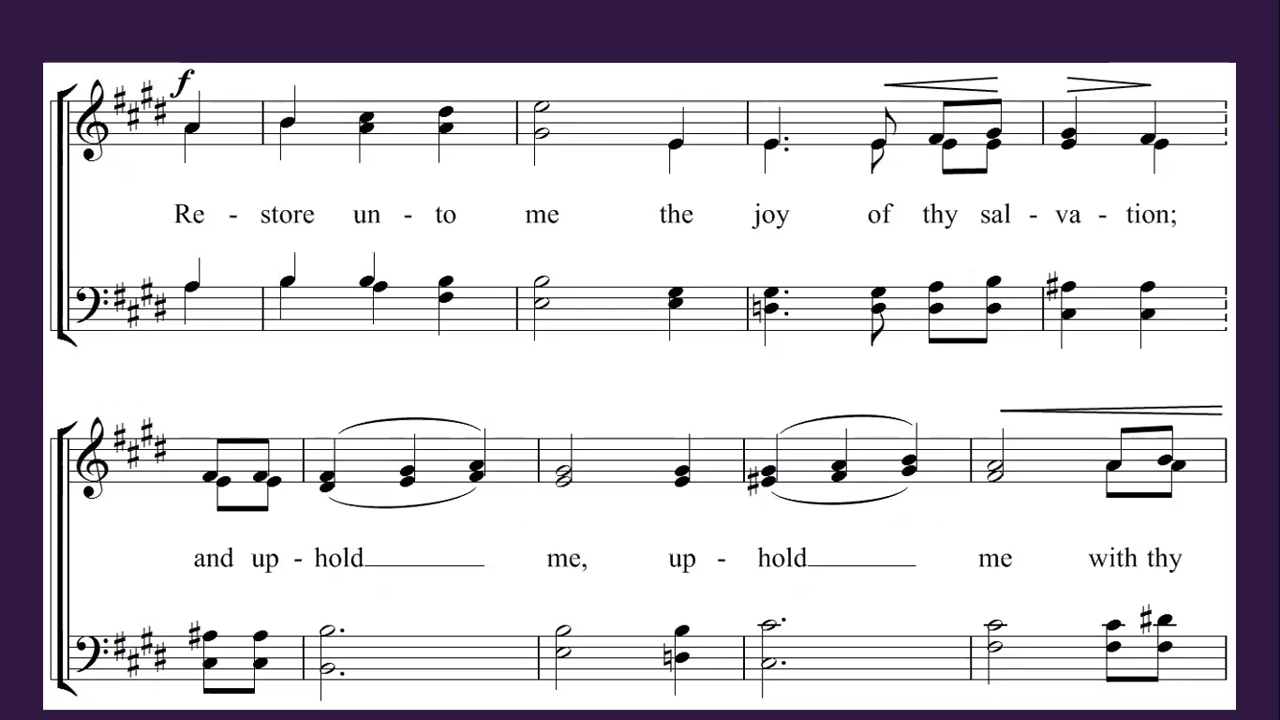 f
Re - store un - to me the joy of thy sal - va - tion;
and up - hold me, up - hold me with thy